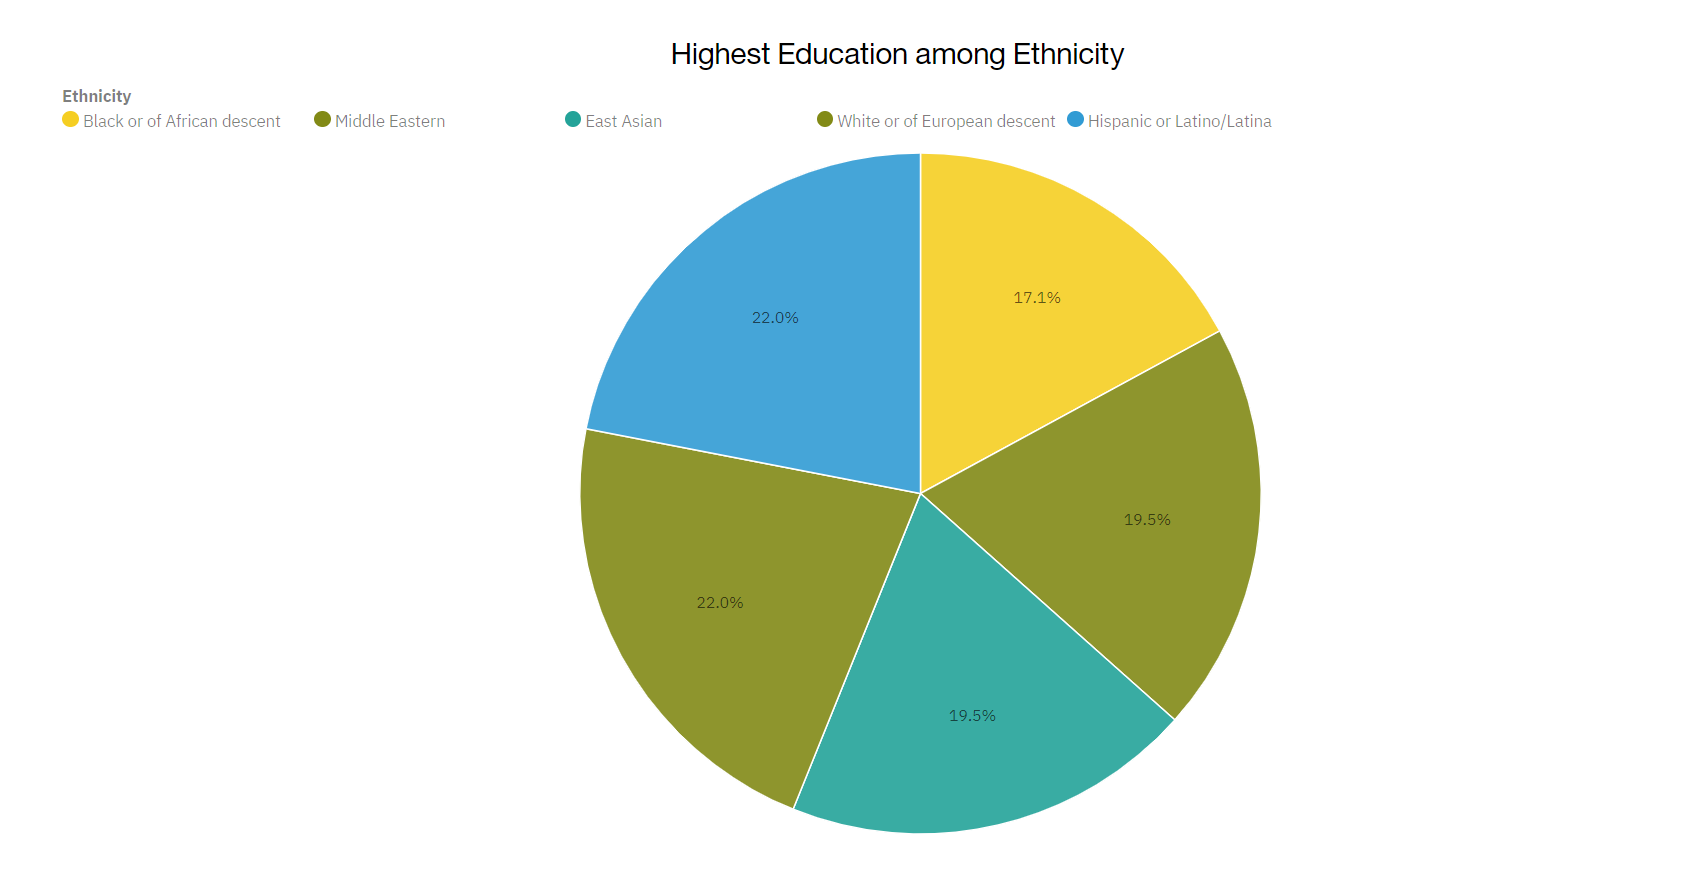 Highest Education among Ethnicity
Ethnicity
Black or of African descent Middle Eastern East Asian White or of European descent Hispanic or Latino/Latina
22.0% 17.1%
19.5%
22.0%
19.5%